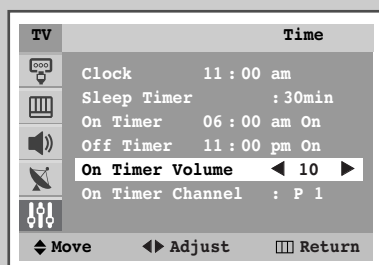 TV Time
Clock 11 : 00 am
Sleep Timer : 30min
On Timer 06 : 00 am On
Off Timer 11 : 00 pm On
On Timer Volume ◀ 10 ▶
On Timer Channel : P 1
Move Adjust Return